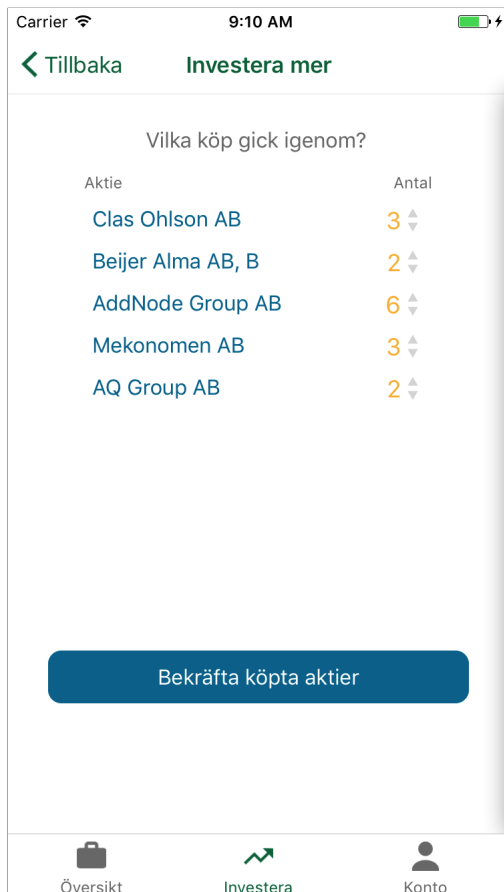 Carrier 9:10 AM
Tillbaka Investera mer
Vilka köp gick igenom?
Aktie Antal
Clas Ohlson AB 3
Beijer Alma AB, B 2
AddNode Group AB 6
Mekonomen AB 3
AQ Group AB 2
Bekräfta köpta aktier
Översikt Investera Konto